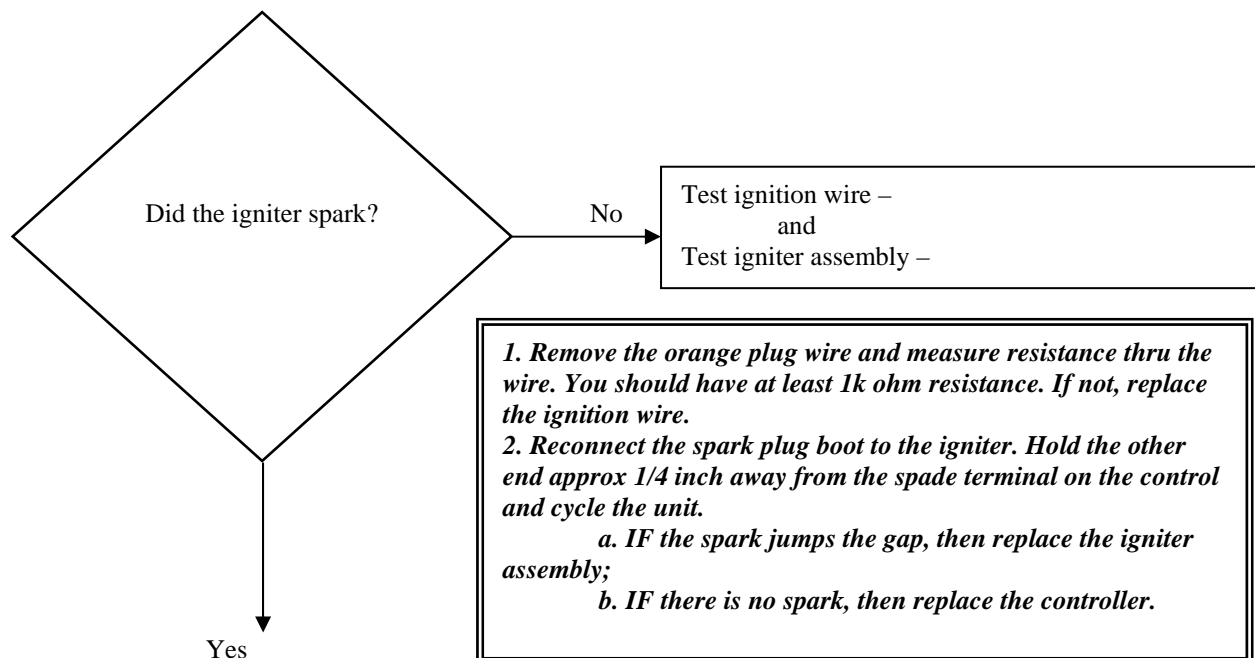 Did the igniter spark?
No
Test ignition wire –
and
Test igniter assembly –
1. Remove the orange plug wire and measure resistance thru the
wire. You should have at least 1k ohm resistance. If not, replace
the ignition wire.
2. Reconnect the spark plug boot to the igniter. Hold the other
end approx 1/4 inch away from the spade terminal on the control
and cycle the unit.
a. IF the spark jumps the gap, then replace the igniter
assembly;
b. IF there is no spark, then replace the controller.
Yes